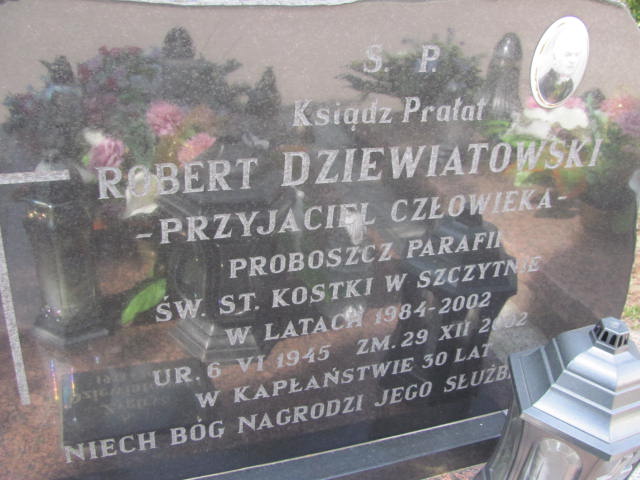 Ś. P.
Ksiądz Prałat
ROBERT DZIEWIATOWSKI
-PRZYJACIEL CZŁOWIEKA-
PROBOSZCZ PARAFII
ŚW. ST. KOSTKI W SZCZYTNIE
W LATACH 1984-2002
UR. 6 VI 1945 ZM. 29 XII 2002
W KAPŁAŃSTWIE 30 LAT
NIECH BÓG NAGRODZI JEGO SŁUŻB